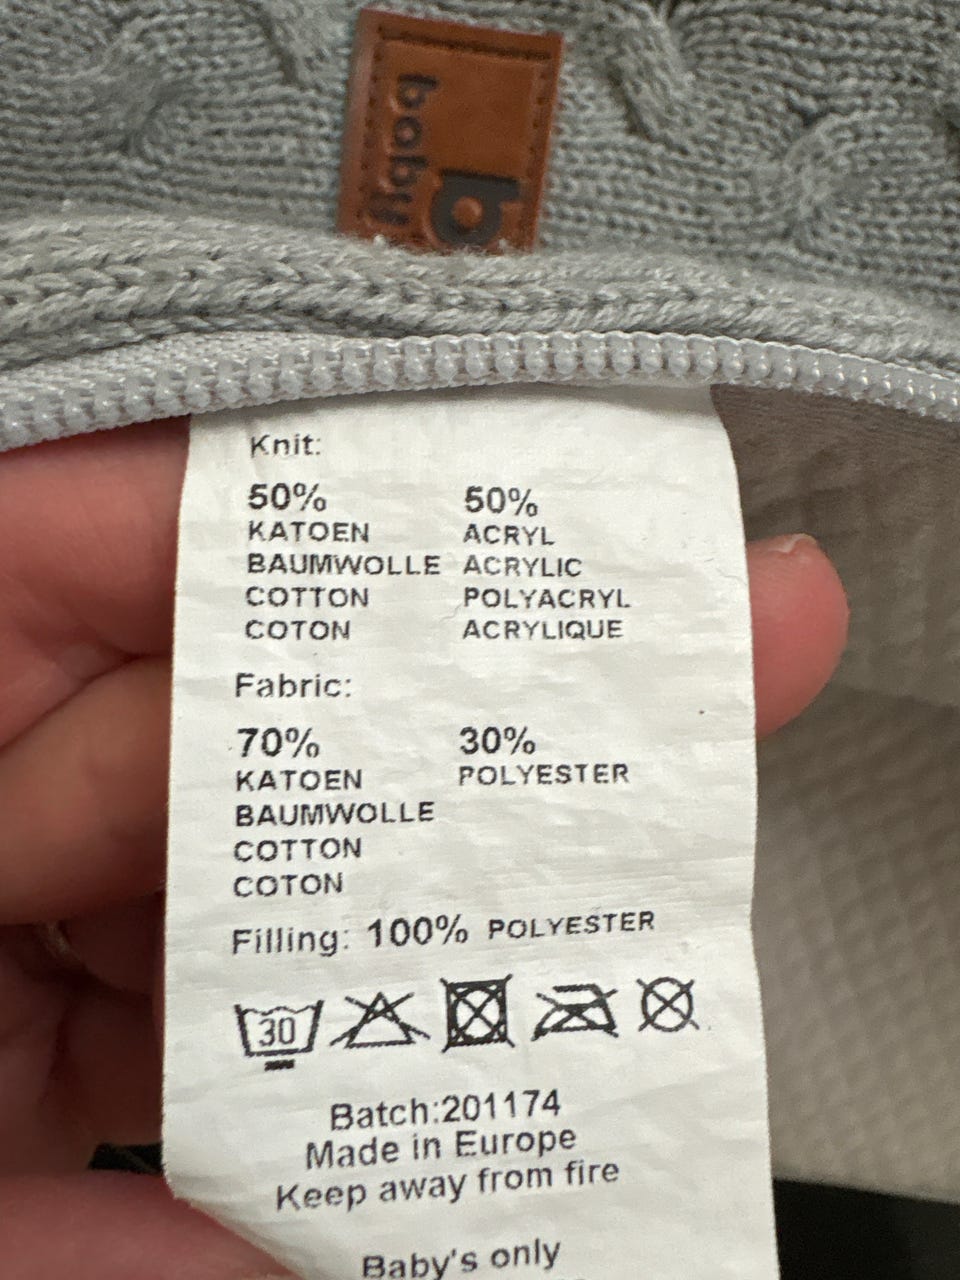 Knit:
50% 50%
KATOEN ACRYL
BAUMWOLLE ACRYLIC
COTTON POLYACRYL
COTON ACRYLIQUE
Fabric:
70% 30%
KATOEN POLYESTER
BAUMWOLLE
COTTON
COTON
Filling: 100% POLYESTER
30
Batch:201174
Made in Europe
Keep away from fire
Baby's only